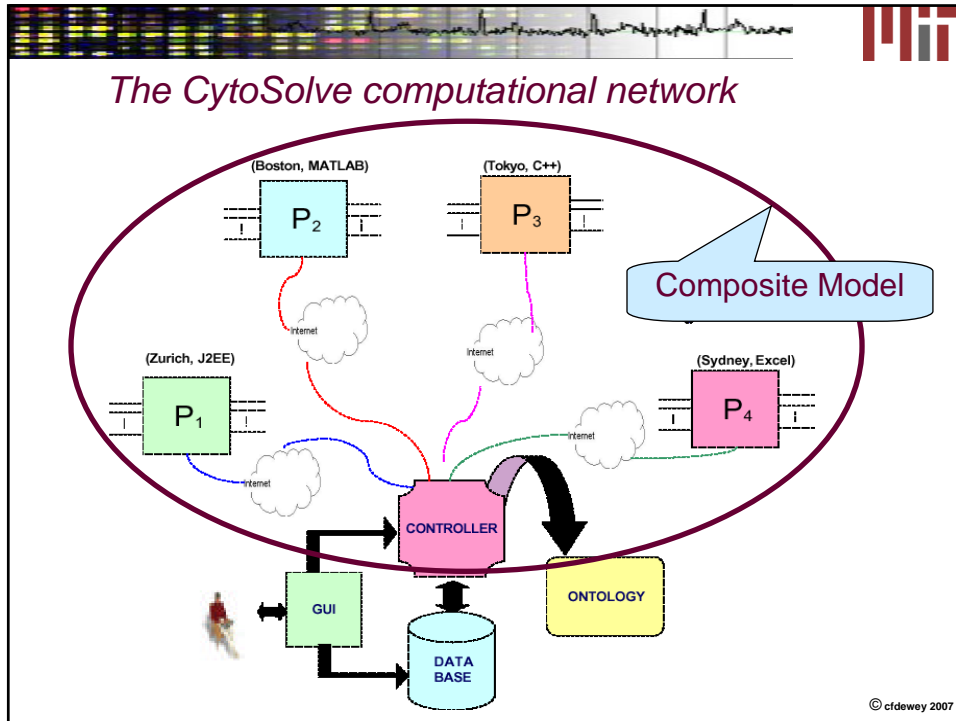 MIT
The CytoSolve computational network
(Boston, MATLAB)
(Tokyo, C++)
P2
P3
Composite Model
Internet
Internet
(Zurich, J2EE)
(Sydney, Excel)
P1
P4
Internet
Internet
CONTROLLER
GUI
ONTOLOGY
DATA
BASE
© cfdewey 2007